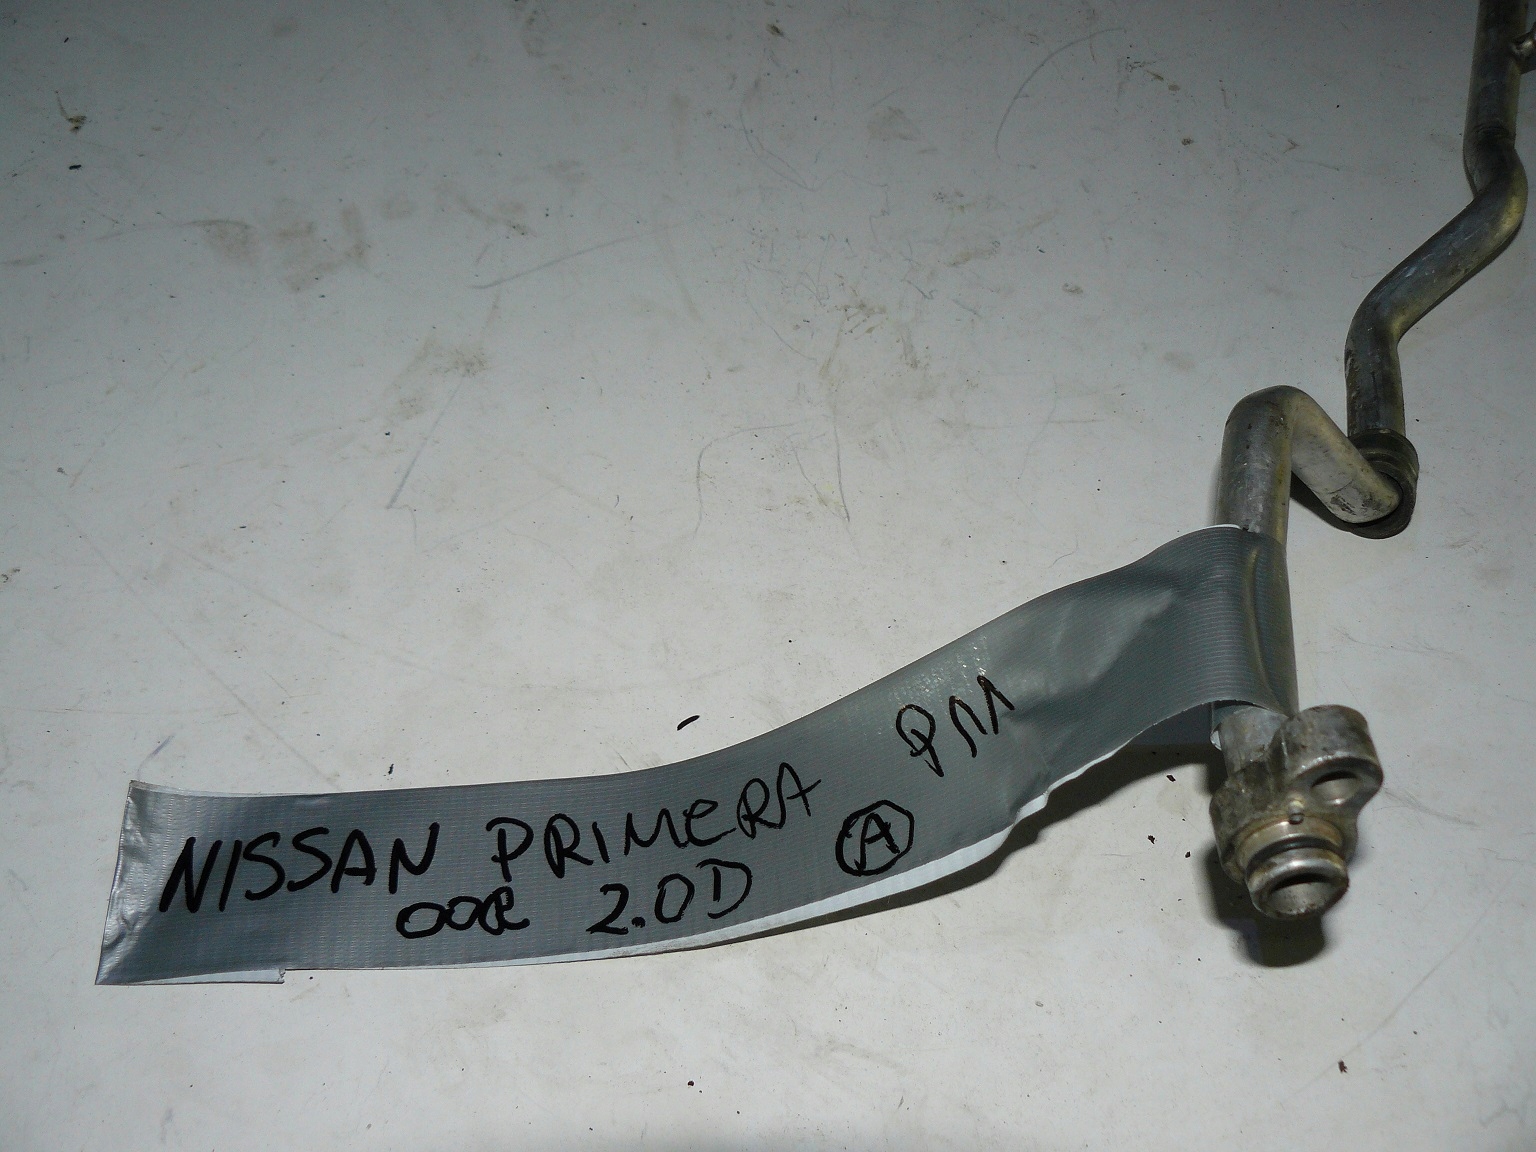 NISSAN PRIMERA P11
00R 2.0D A